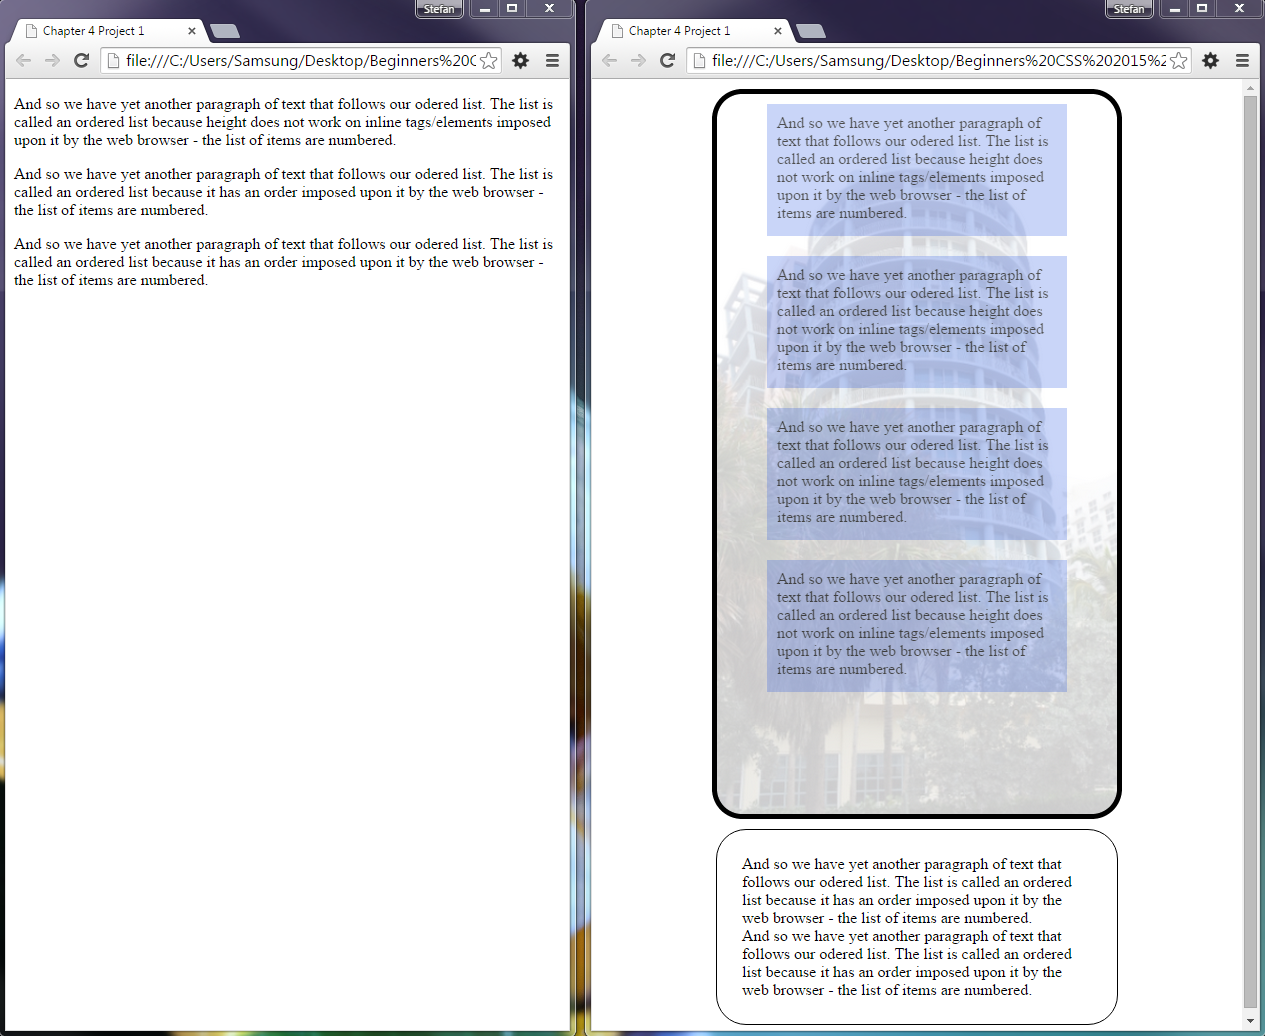 Stefan
Chapter 4 Project 1
file:///C:/Users/Samsung/Desktop/Beginners%20C
And so we have yet another paragraph of text that follows our odered list. The list is
called an ordered list because height does not work on inline tags/elements imposed
upon it by the web browser - the list of items are numbered.
And so we have yet another paragraph of text that follows our odered list. The list is
called an ordered list because it has an order imposed upon it by the web browser -
the list of items are numbered.
And so we have yet another paragraph of text that follows our odered list. The list is
called an ordered list because it has an order imposed upon it by the web browser -
the list of items are numbered.
Stefan
Chapter 4 Project 1
file:///C:/Users/Samsung/Desktop/Beginners%20CSS%202015%2
And so we have yet another paragraph of
text that follows our odered list. The list is
called an ordered list because height does
not work on inline tags/elements imposed
upon it by the web browser - the list of
items are numbered.
And so we have yet another paragraph of
text that follows our odered list. The list is
called an ordered list because height does
not work on inline tags/elements imposed
upon it by the web browser - the list of
items are numbered.
And so we have yet another paragraph of
text that follows our odered list. The list is
called an ordered list because height does
not work on inline tags/elements imposed
upon it by the web browser - the list of
items are numbered.
And so we have yet another paragraph of
text that follows our odered list. The list is
called an ordered list because height does
not work on inline tags/elements imposed
upon it by the web browser - the list of
items are numbered.
And so we have yet another paragraph of text that
follows our odered list. The list is called an ordered
list because it has an order imposed upon it by the
web browser - the list of items are numbered.
And so we have yet another paragraph of text that
follows our odered list. The list is called an ordered
list because it has an order imposed upon it by the
web browser - the list of items are numbered.